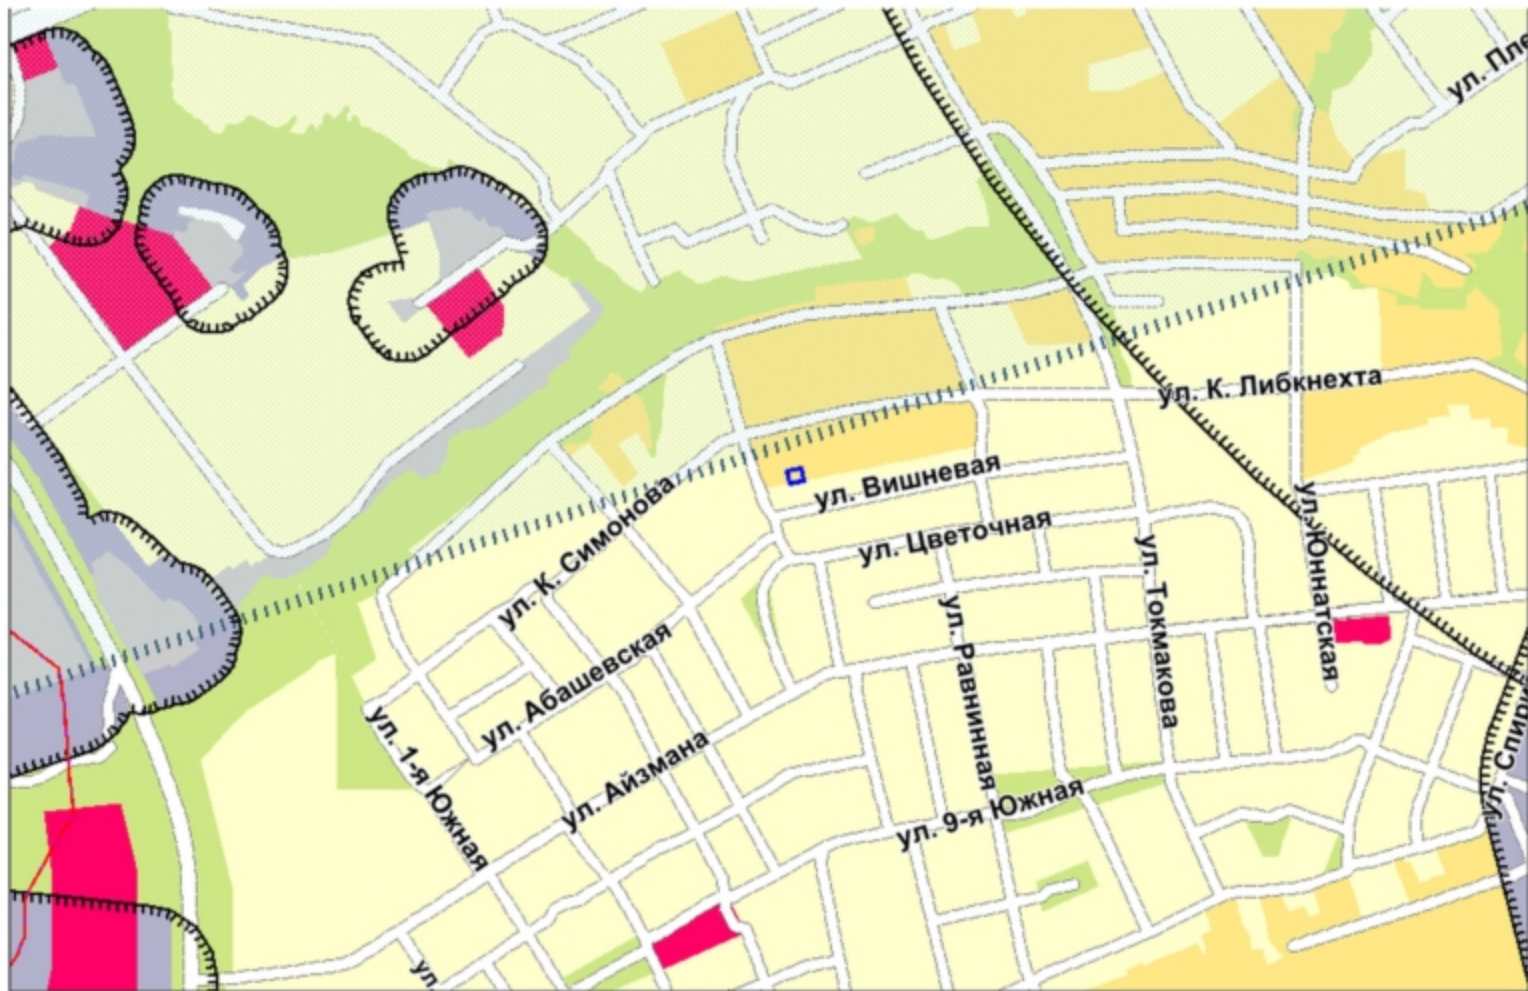 ул. Пле
ул. К. Либкнехта
ул. Вишневая
ул. К. Симонова
ул. Цветочная
ул. Юннатская
ул. Токмакова
ул. Равнинная
ул. Абашевская
ул. 1-я Южная
ул. Айзмана
ул. Спири
ул. 9-я Южная
ул